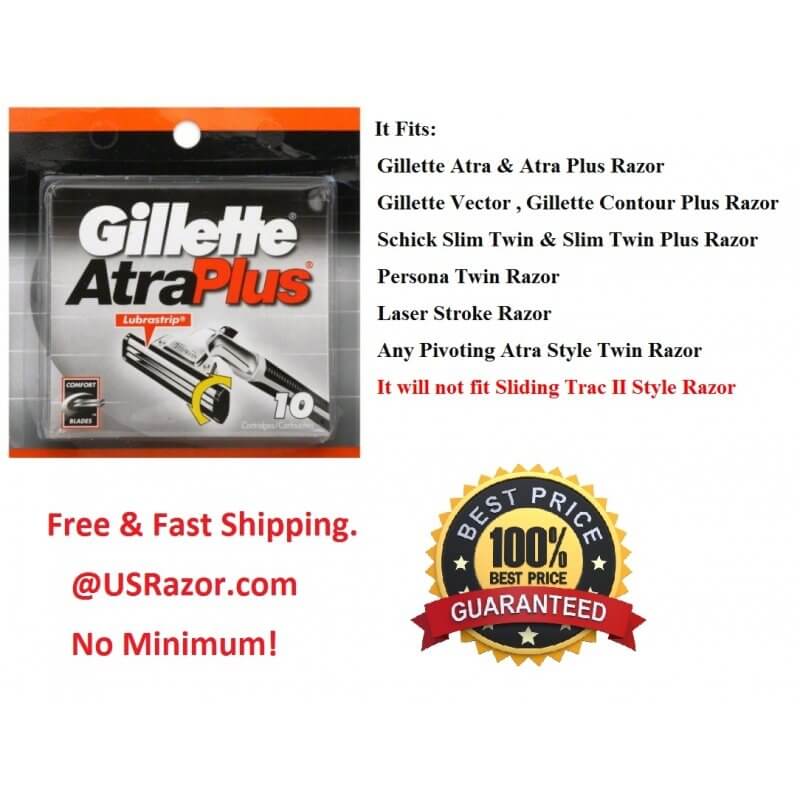 Gillette®
AtraPlus®
Lubrastrip®
COMFORT
BLADES
10
Cartridges/Cartouches
It Fits:
Gillette Atra & Atra Plus Razor
Gillette Vector , Gillette Contour Plus Razor
Schick Slim Twin & Slim Twin Plus Razor
Persona Twin Razor
Laser Stroke Razor
Any Pivoting Atra Style Twin Razor
It will not fit Sliding Trac II Style Razor
Free & Fast Shipping.
@USRazor.com
No Minimum!
BEST PRICE
100%
BEST PRICE
GUARANTEED